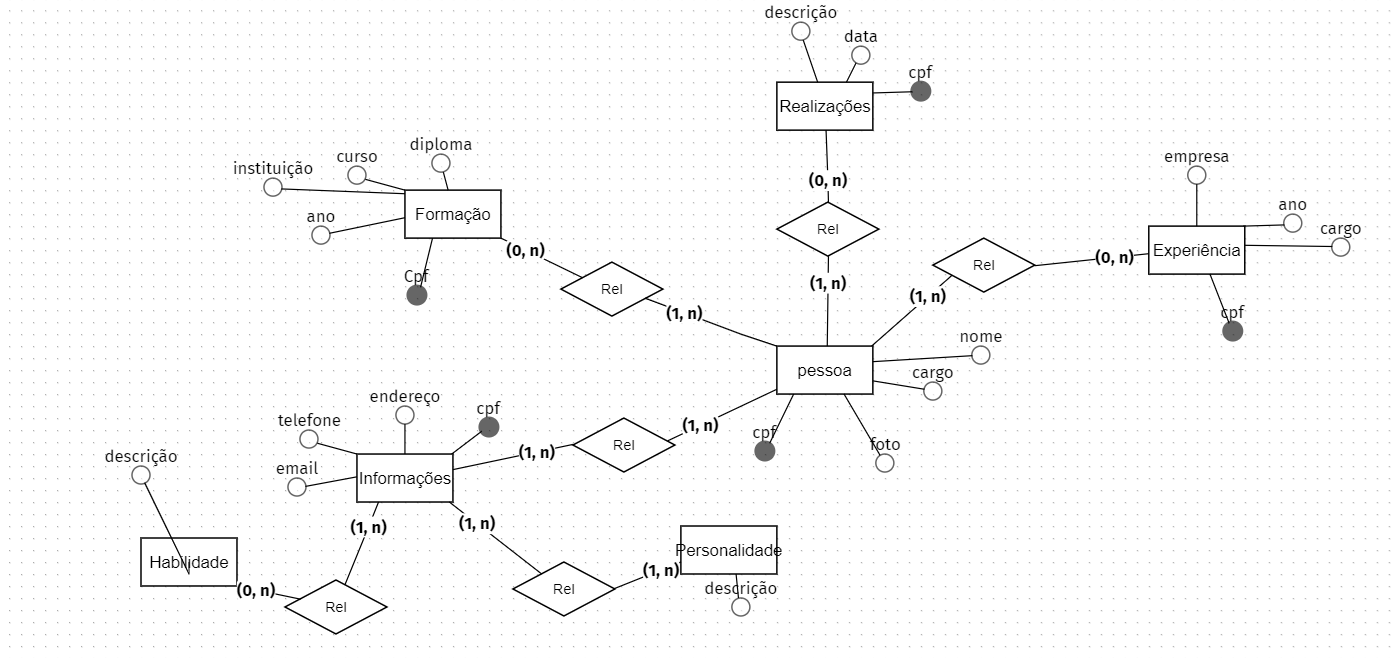 descrição
data
cpf
Realizações
(0, n)
Rel
(1, n)
diploma
curso
instituição
ano
Formação
Cpf
(0, n)
Rel
(1, n)
empresa
ano
cargo
Experiência
cpf
(0, n)
Rel
(1, n)
pessoa
nome
cargo
foto
cpf
(1, n)
Rel
(1, n)
endereço
cpf
telefone
email
Informações
descrição
Habilidade
(0, n)
Rel
(1, n)
(1, n)
Rel
(1, n)
Personalidade
descrição